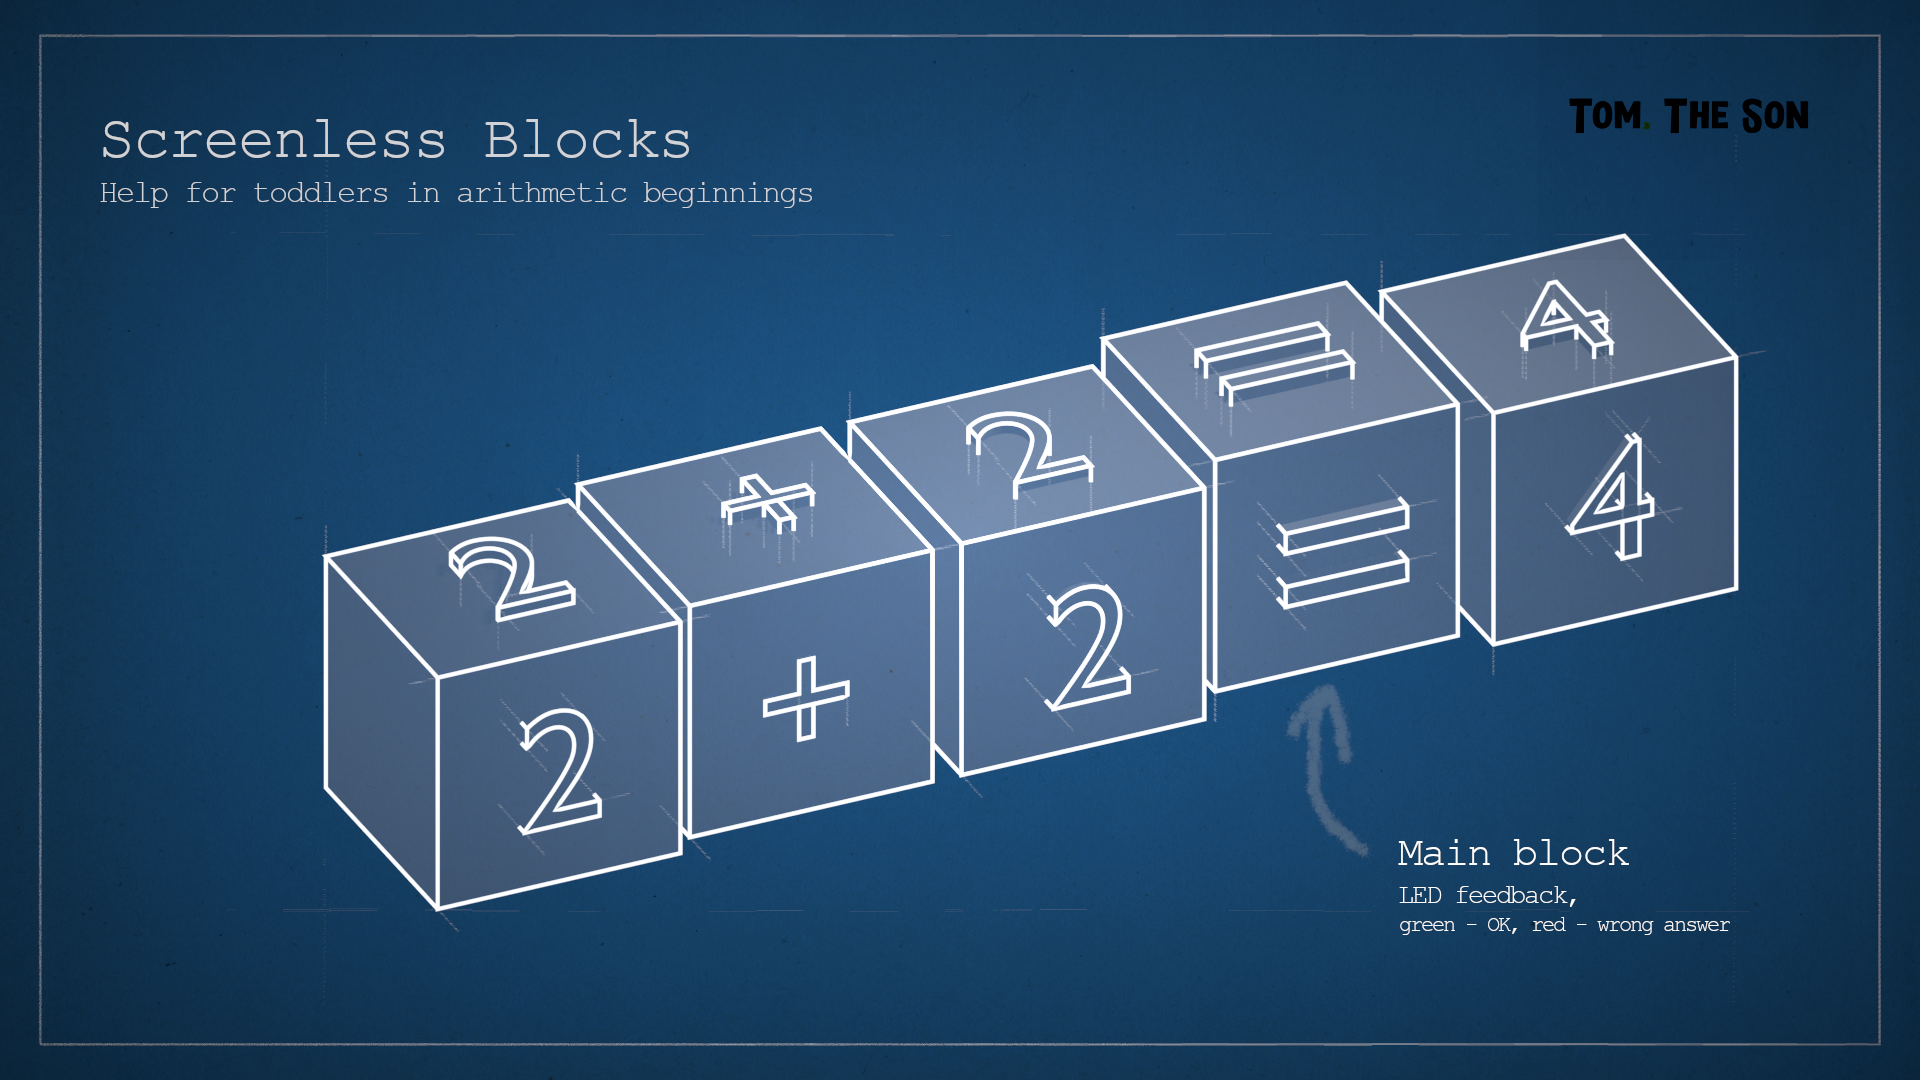 Tom. The Son
Screenless Blocks
Help for toddlers in arithmetic beginnings
2 + 2 = 4
2 + 2 = 4
Main block
LED feedback,
green - OK, red - wrong answer